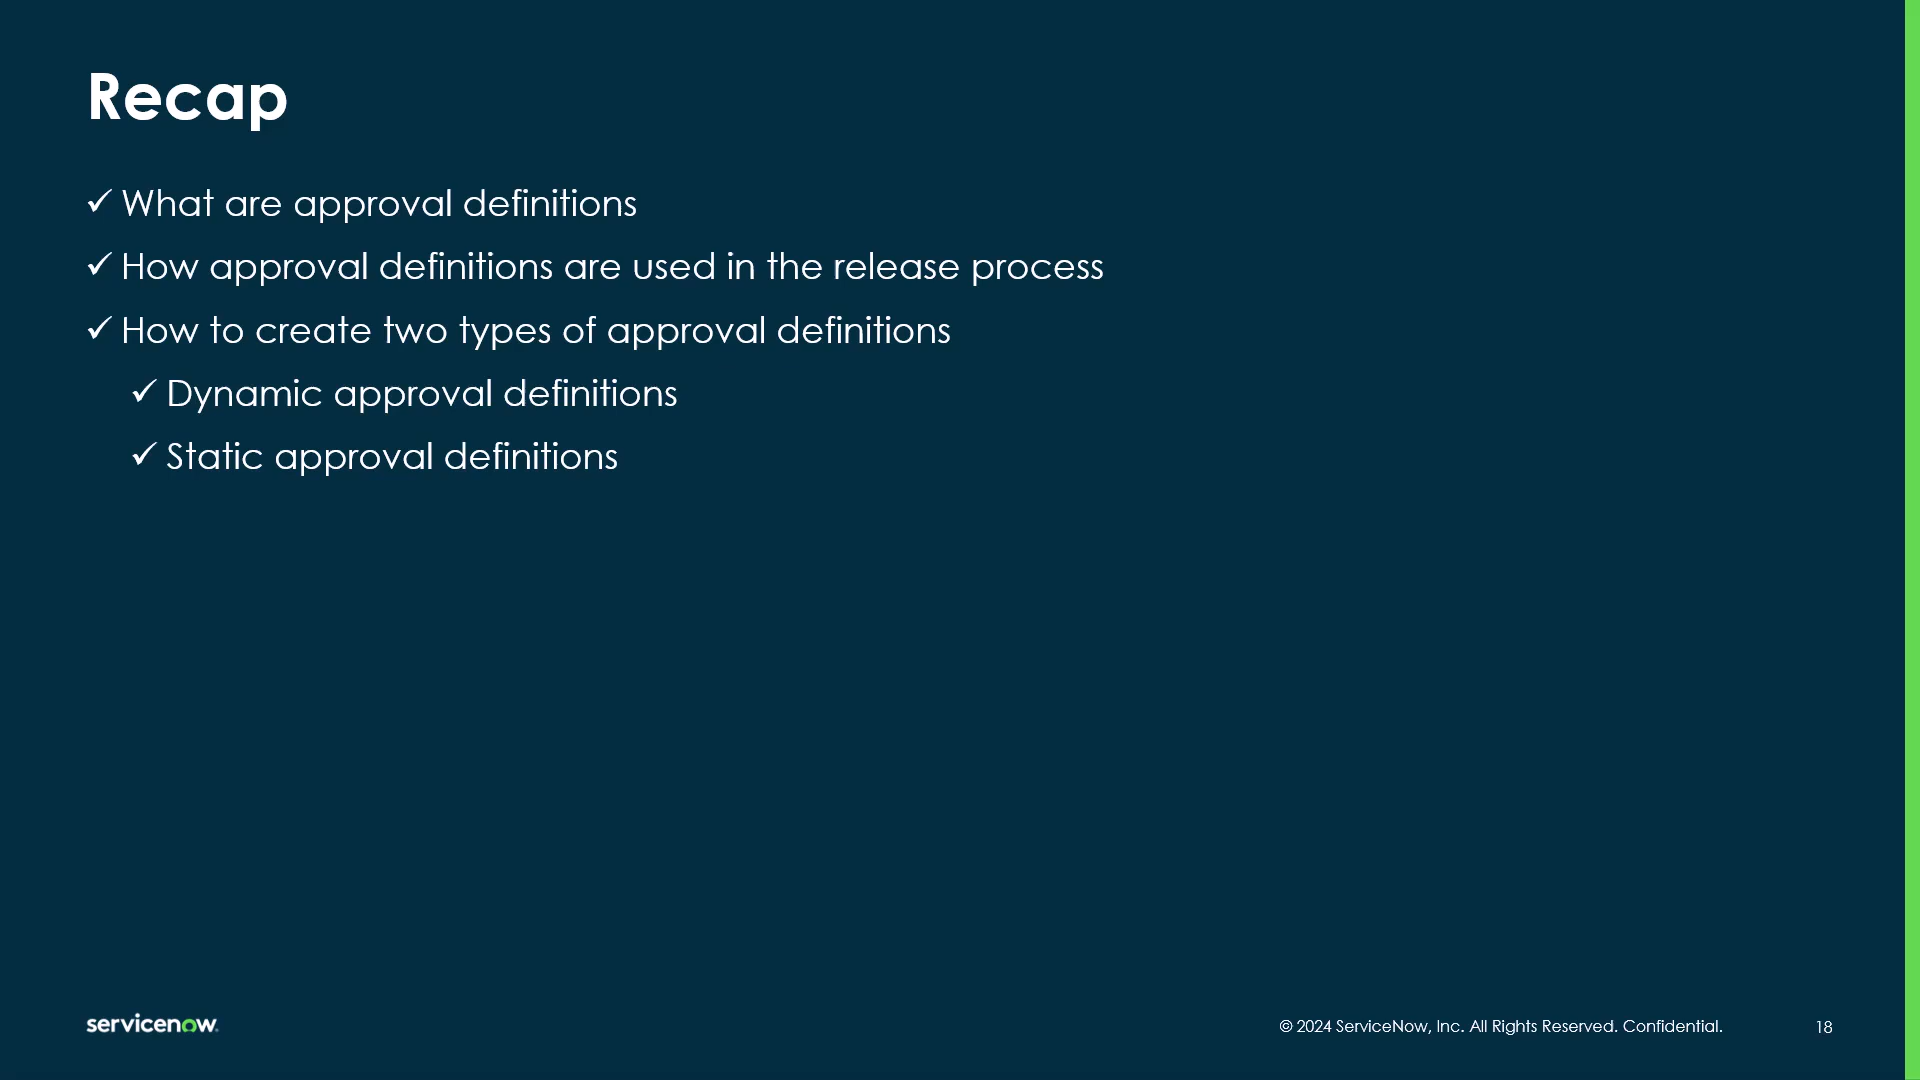 Recap
✓ What are approval definitions
✓ How approval definitions are used in the release process
✓ How to create two types of approval definitions
✓ Dynamic approval definitions
✓ Static approval definitions
servicenow.
© 2024 ServiceNow, Inc. All Rights Reserved. Confidential.
18